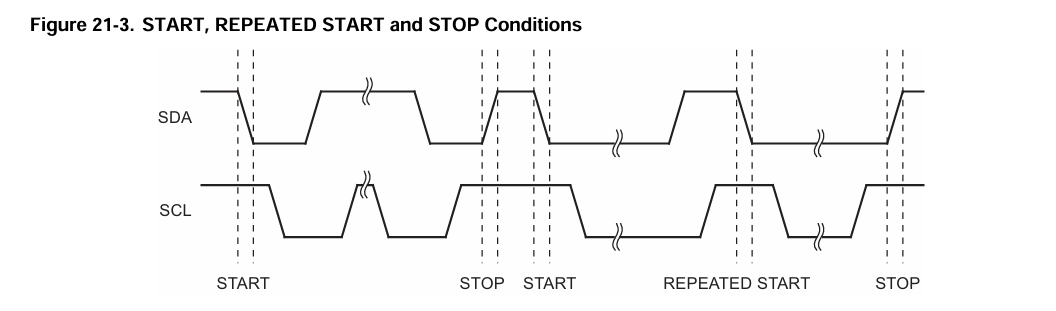 Figure 21-3. START, REPEATED START and STOP Conditions
SDA
SCL
START STOP START REPEATED START STOP